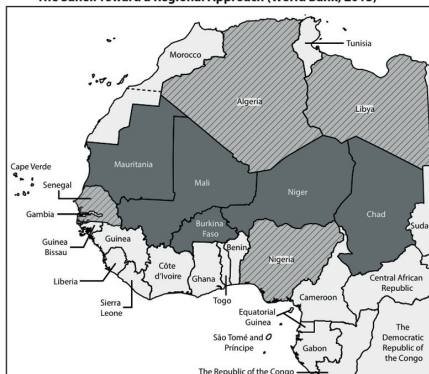 The Sahel: Toward a Regional Approach (World Bank, 2013)
Morocco
Tunisia
Algeria
Libya
Cape Verde
Mauritania
Mali
Niger
Chad
Senegal
Gambia
Burkina
Faso
Sudan
Guinea
Bissau
Guinea
Benin
Nigeria
Côte
d'Ivoire
Ghana
Liberia
Togo
Sierra
Leone
Cameroon
Central African
Republic
Equatorial
Guinea
São Tomé and
Príncipe
Gabon
The
Democratic
Republic of
the Congo
The Republic of the Congo